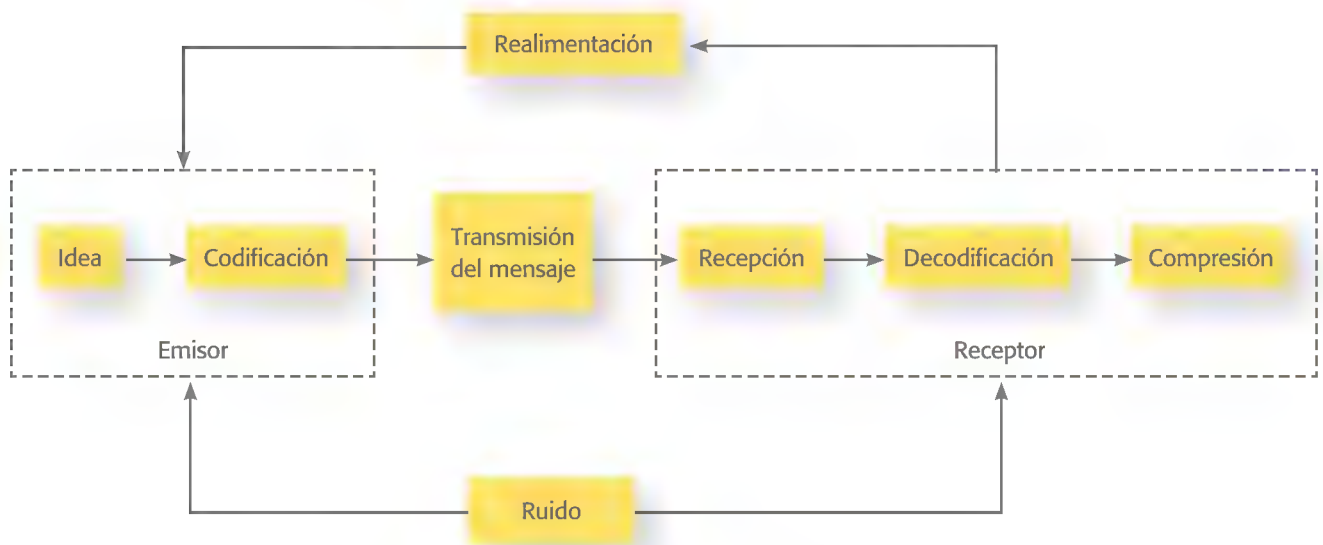 Realimentación
Idea
Codificación
Transmisión
del mensaje
Recepción
Decodificación
Compresión
Emisor
Receptor
Ruido